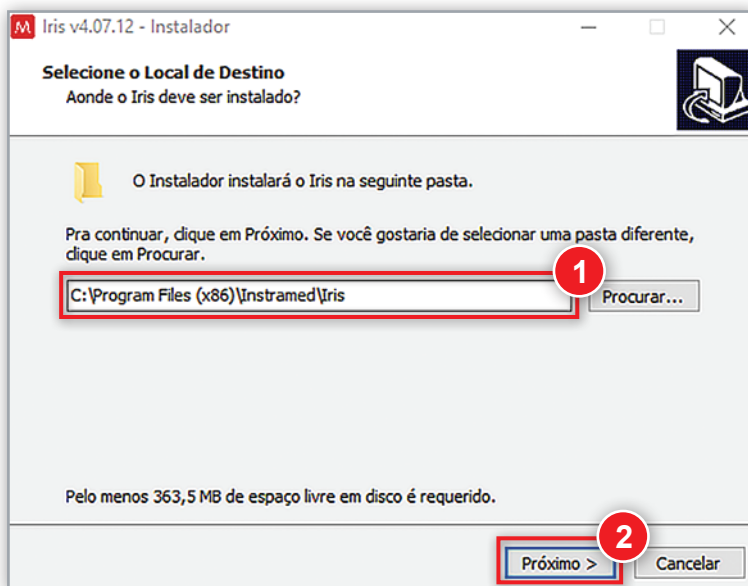 Iris v4.07.12 - Instalador
Selecione o Local de Destino
Aonde o Iris deve ser instalado?
O Instalador instalará o Iris na seguinte pasta.
Pra continuar, clique em Próximo. Se você gostaria de selecionar uma pasta diferente,
clique em Procurar.
1
C:\Program Files (x86)\Instramed\Iris
Procurar...
Pelo menos 363,5 MB de espaço livre em disco é requerido.
2
Próximo >
Cancelar